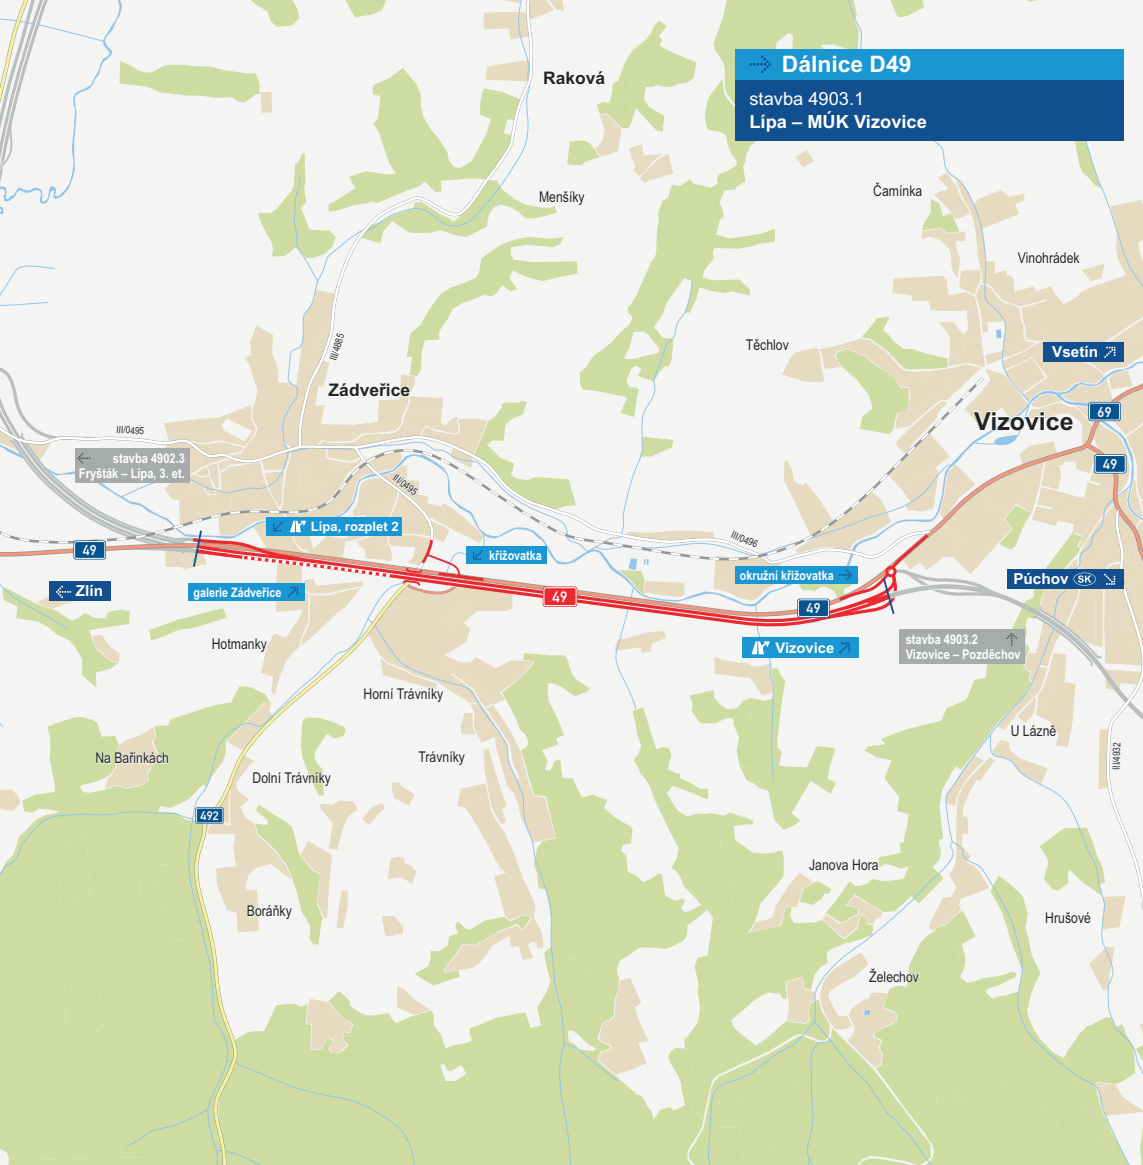 Dálnice D49
stavba 4903.1
Lípa – MÚK Vizovice
Raková
Menšíky
Čamínka
Vinohrádek
Těchlov
Vsetín
III/4885
Zádveřice
69
Vizovice
III/0495
stavba 4902.3
Fryšták – Lípa, 3. et.
49
III/0495
Lípa, rozplet 2
III/0496
49
křižovatka
okružní křižovatka
Púchov SK
Zlín
galerie Zádveřice
49
49
Hotmanky
Vizovice
stavba 4903.2
Vizovice – Pozděchov
Horní Trávníky
U Lázně
Na Bařinkách
Trávníky
III/4932
Dolní Trávníky
492
Janova Hora
Boráňky
Hrušové
Želechov